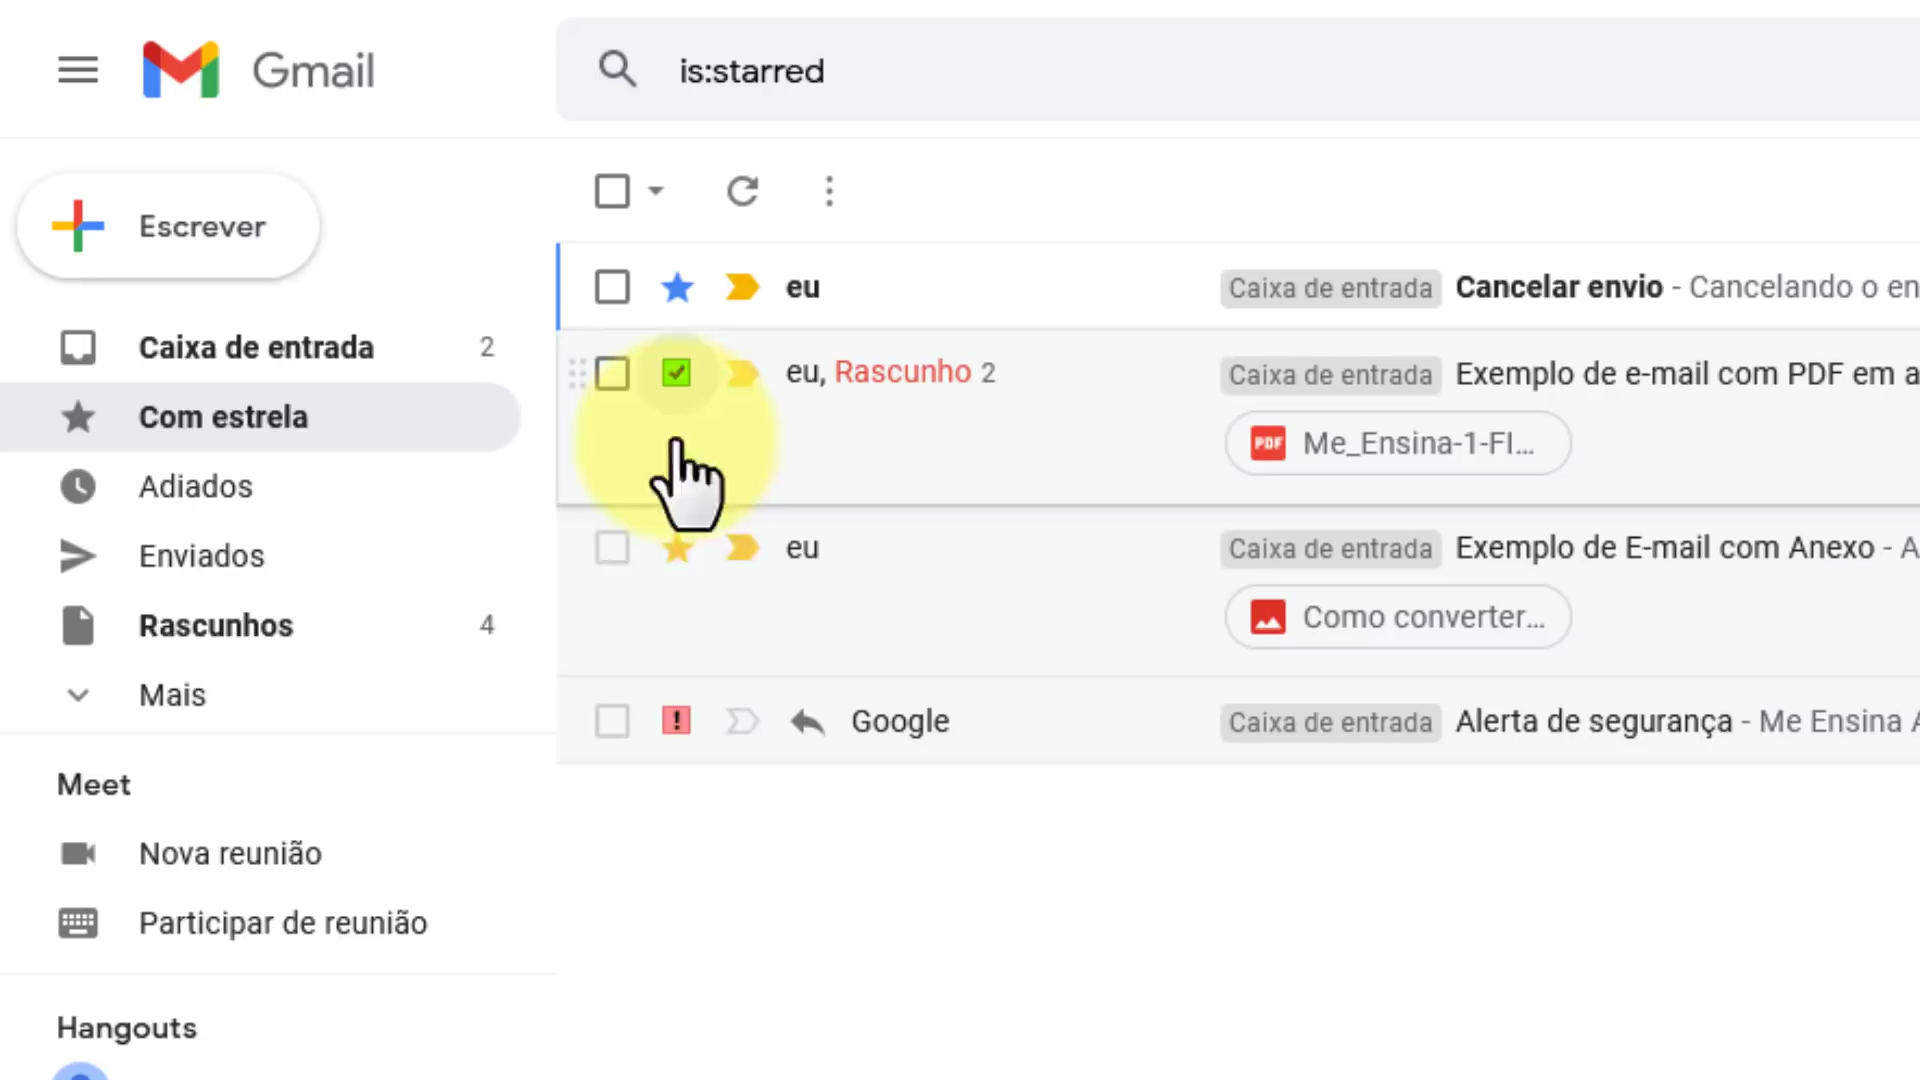 Gmail
is:starred
Escrever
Caixa de entrada 2
Com estrela
Adiados
Enviados
Rascunhos 4
Mais
Meet
Nova reunião
Participar de reunião
Hangouts
eu Caixa de entrada Cancelar envio - Cancelando o en
eu, Rascunho 2 Caixa de entrada Exemplo de e-mail com PDF em a
PDF Me_Ensina-1-FI...
eu Caixa de entrada Exemplo de E-mail com Anexo - A
Como converter...
! Google Caixa de entrada Alerta de segurança - Me Ensina A